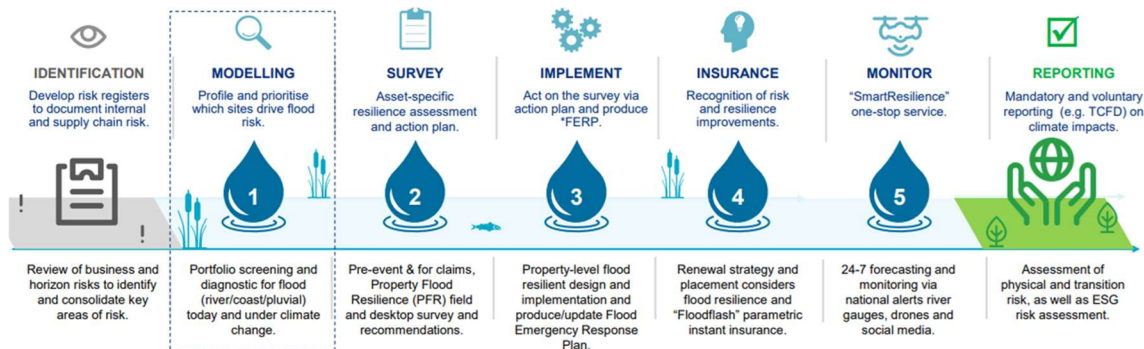 IDENTIFICATION
Develop risk registers
to document internal
and supply chain risk.
MODELLING
Profile and prioritise
which sites drive flood
risk.
SURVEY
Asset-specific
resilience assessment
and action plan.
IMPLEMENT
Act on the survey via
action plan and produce
*FERP.
INSURANCE
Recognition of risk
and resilience
improvements.
MONITOR
“SmartResilience”
one-stop service.
REPORTING
Mandatory and voluntary
reporting (e.g. TCFD) on
climate impacts.
!
!
1
2
3
4
5
Review of business and
horizon risks to identify
and consolidate key
areas of risk.
Portfolio screening and
diagnostic for flood
(river/coast/pluvial)
today and under climate
change.
Pre-event & for claims,
Property Flood
Resilience (PFR) field
and desktop survey and
recommendations.
Property-level flood
resilient design and
implementation and
produce/update Flood
Emergency Response
Plan.
Renewal strategy and
placement considers
flood resilience and
“Floodflash” parametric
instant insurance.
24-7 forecasting and
monitoring via
national alerts river
gauges, drones and
social media.
Assessment of
physical and transition
risk, as well as ESG
risk assessment.